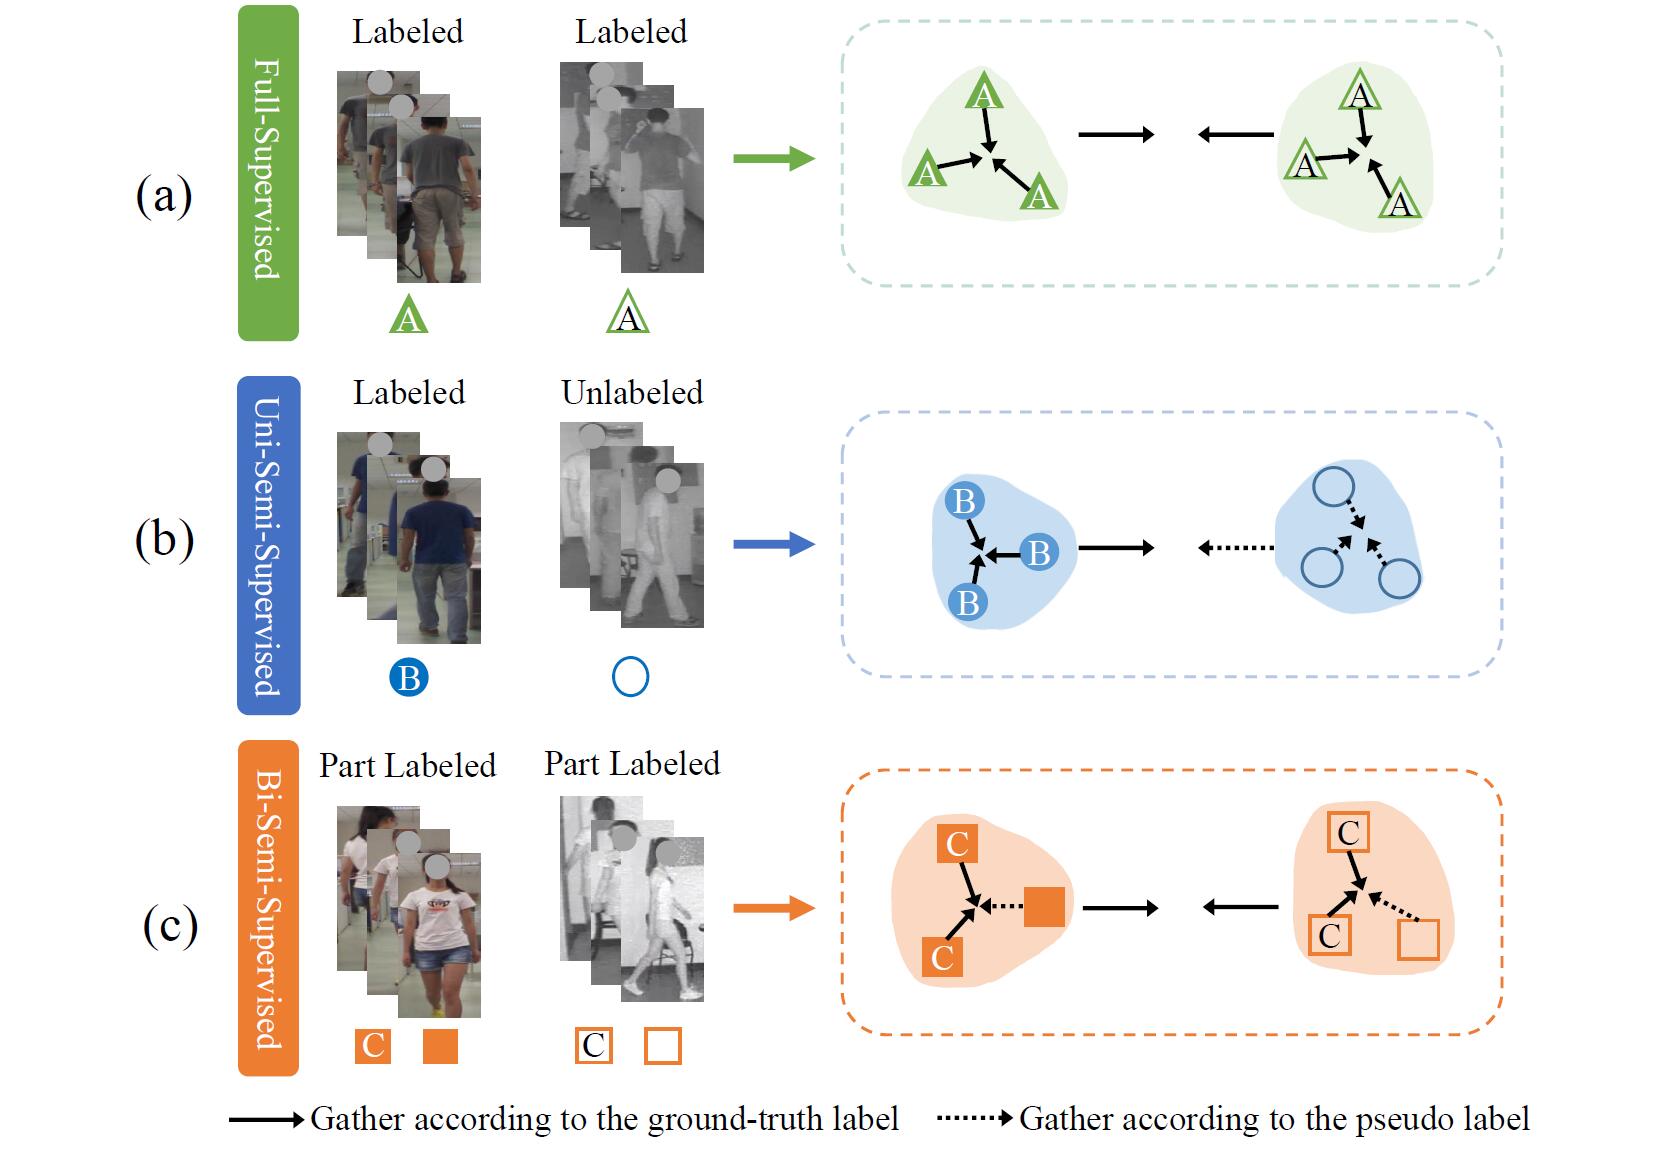 (a)
Full-Supervised
Labeled
Labeled
A
A
A
A
A
A
A
A
(b)
Uni-Semi-Supervised
Labeled
Unlabeled
B
B
B
B
(c)
Bi-Semi-Supervised
Part Labeled
Part Labeled
C
C
C
C
C
C
Gather according to the ground-truth label
Gather according to the pseudo label